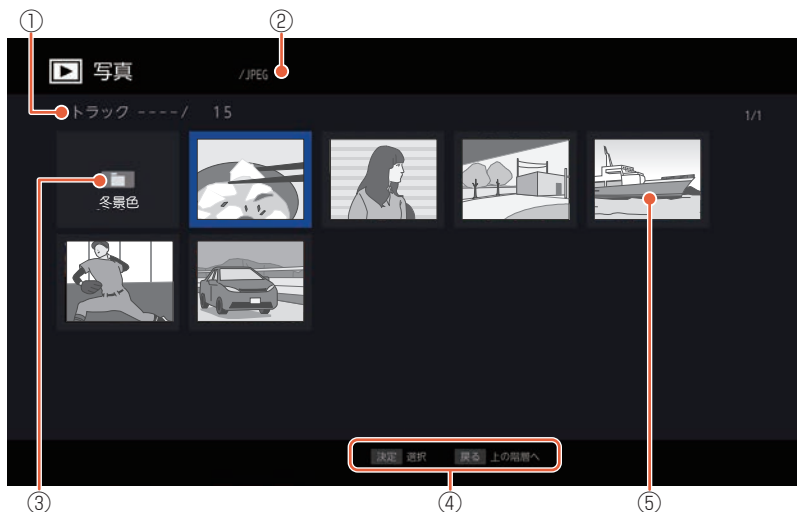 ① ②
写真 /JPEG
トラック ----/ 15 1/1
_冬景色
決定 選択 戻る 上の階層へ
③ ④ ⑤